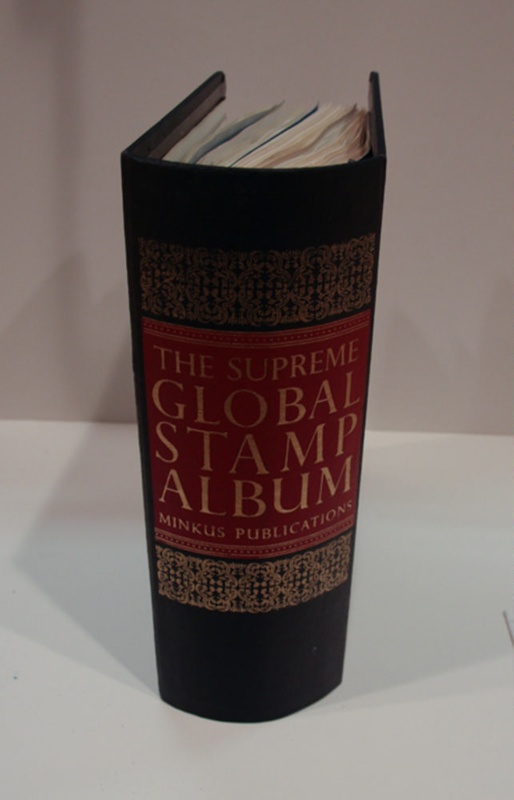 THE SUPREME
GLOBAL
STAMP
ALBUM
MINKUS PUBLICATIONS